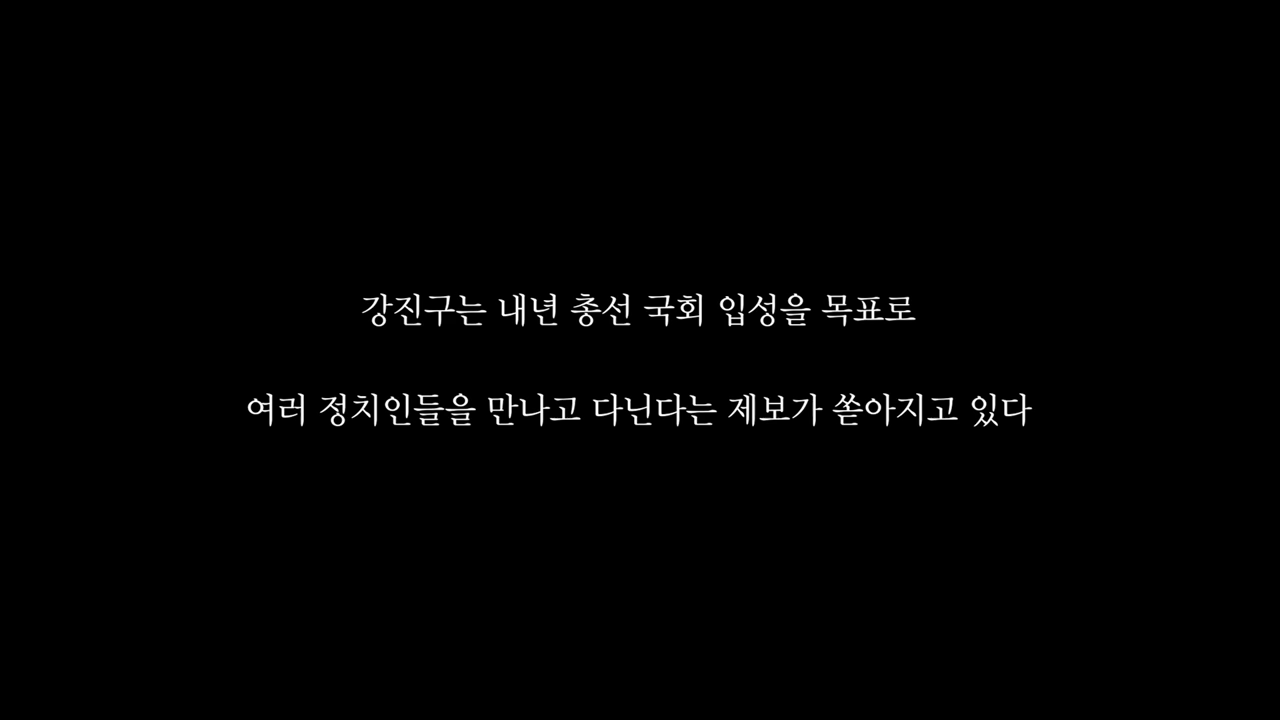 강진구는 내년 총선 국회 입성을 목표로
여러 정치인들을 만나고 다닌다는 제보가 쏟아지고 있다